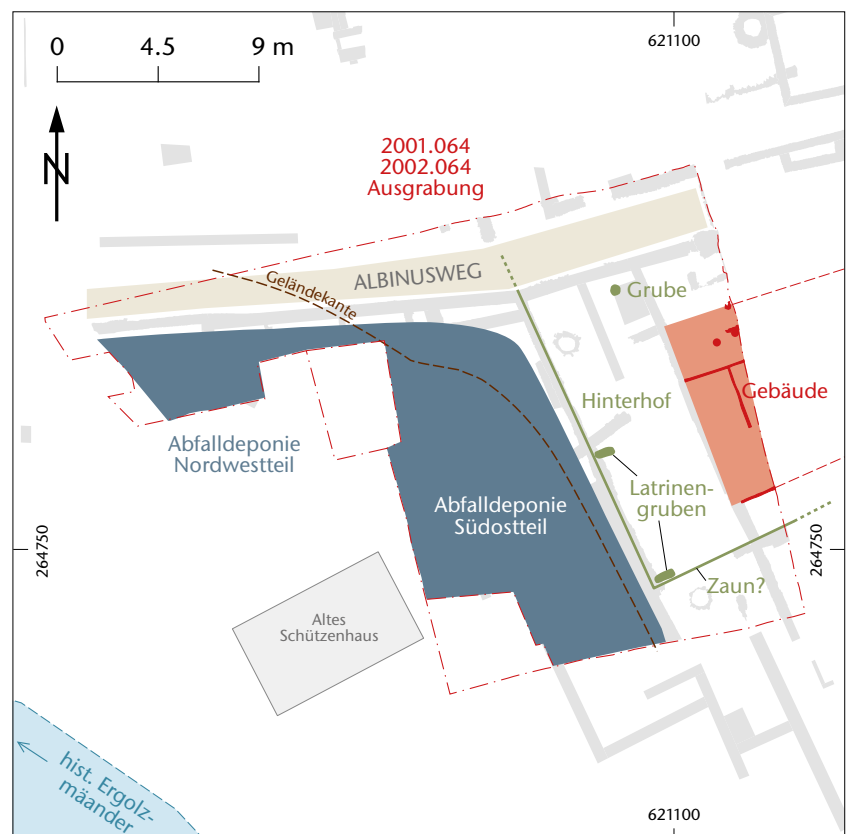 621100
0 4.5 9 m
N
2001.064
2002.064
Ausgrabung
Geländekante
ALBINUSWEG
Grube
Gebäude
Hinterhof
Abfalldeponie
Nordwestteil
Latrinen-
gruben
Abfalldeponie
Südostteil
264750
264750
Zaun?
Altes
Schützenhaus
hist. Ergolz-
mäander
621100